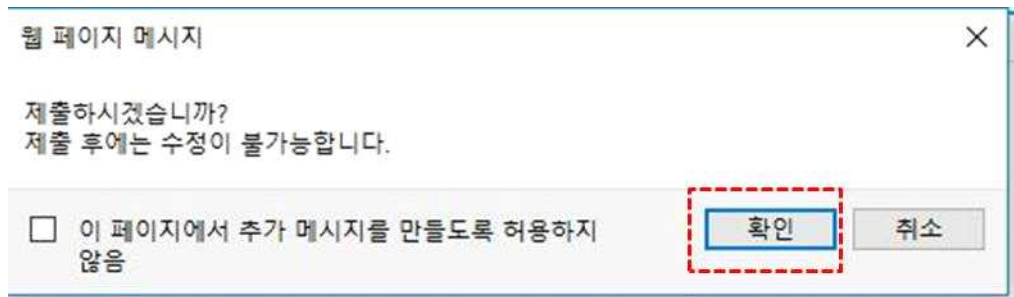 웹 페이지 메시지
제출하시겠습니까?
제출 후에는 수정이 불가능합니다.
이 페이지에서 추가 메시지를 만들도록 허용하지
않음
확인
취소